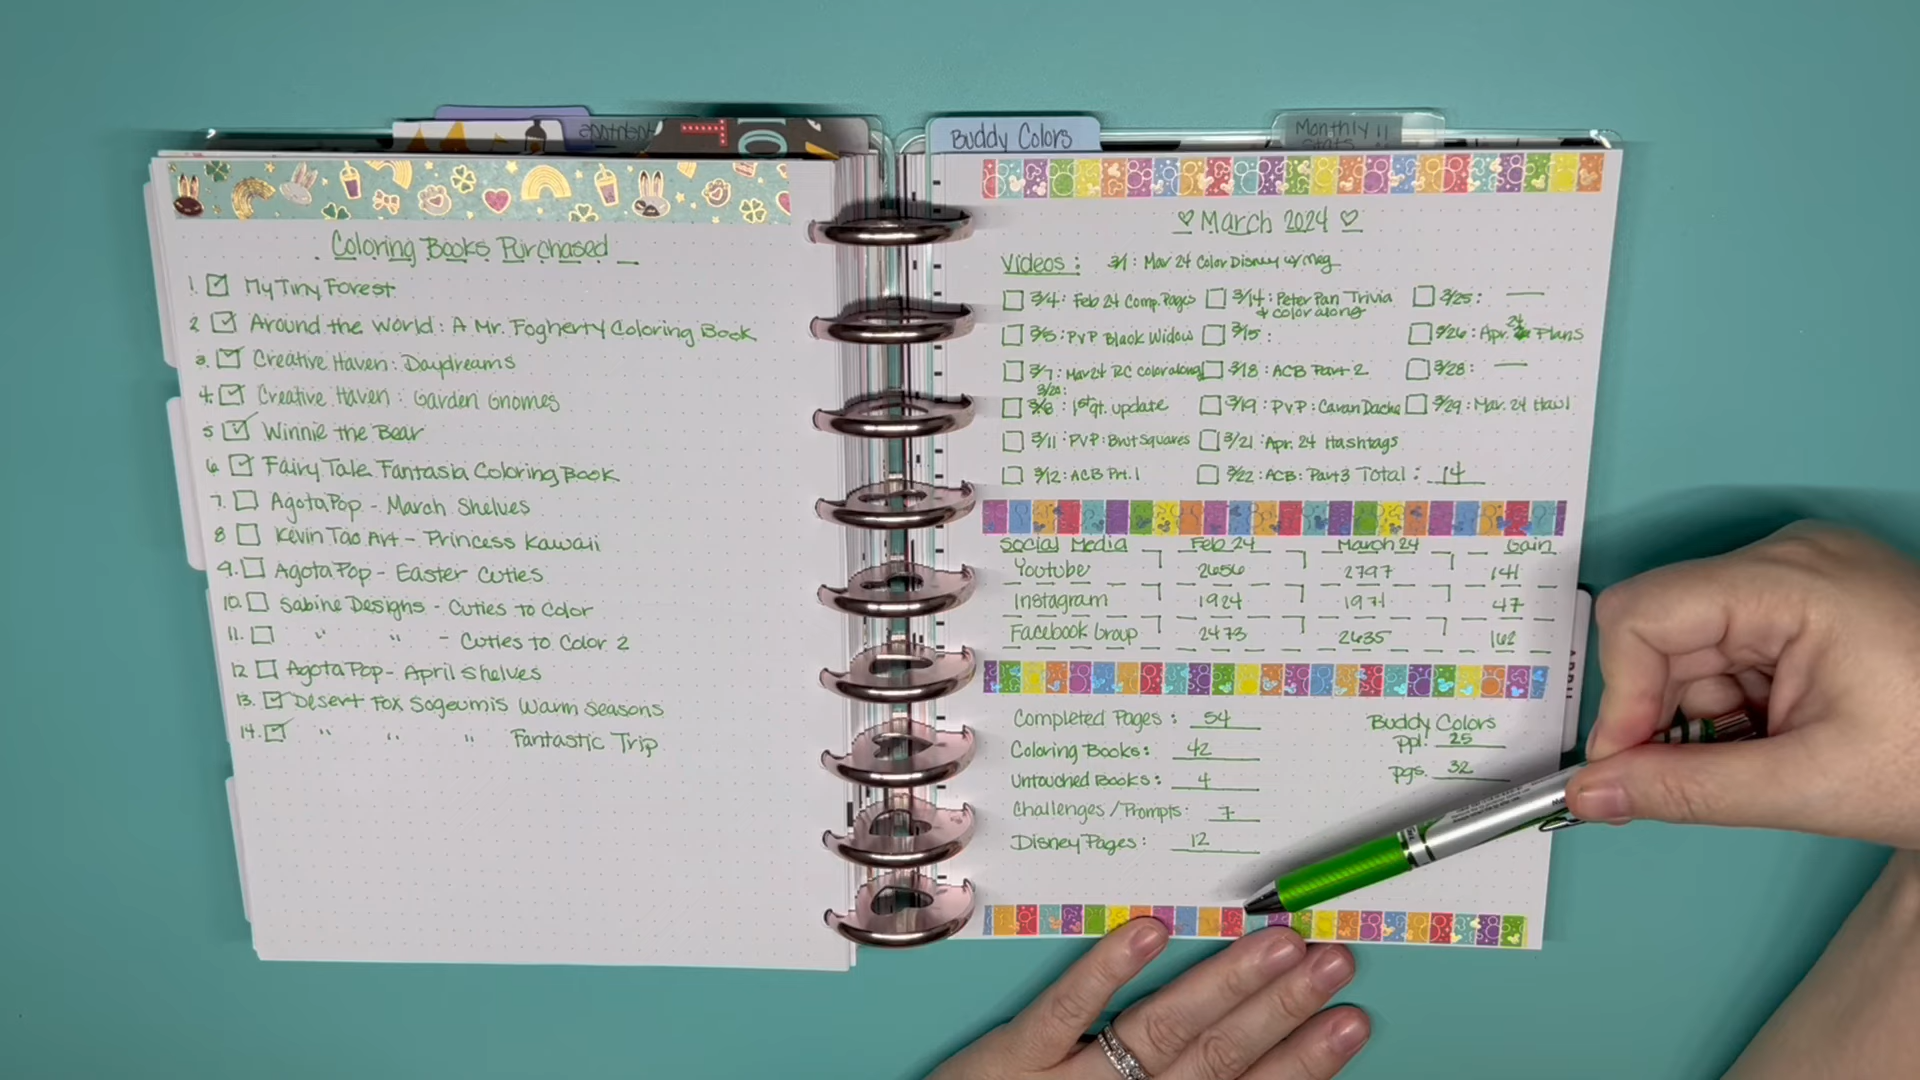 Buddy Colors
Monthly
Stats
Coloring Books Purchased
1. My Tiny Forest
2 Around the World: A Mr. Fogherty Coloring Book
3. Creative Haven: Daydreams
4. Creative Haven: Garden Gnomes
5 Winnie the Bear
6 Fairy Tale Fantasia Coloring Book
7. AgotaPop - March Shelves
8 Kevin Tao Art - Princess Kawaii
9. AgotaPop - Easter Cuties
10. Sabine Designs - Cuties to Color
11. " " - Cuties to Color 2
12 AgotaPop - April Shelves
13. Desert Fox Sogeumis Warm Seasons
14. " " " Fantastic Trip
♡ March 2024 ♡
Videos: 3/1: Mar 24 Color Disney w/ Meg
3/4: Feb 24 Comp. Pages 3/14: Peter Pan Trivia & color along 3/25: —
3/5: PVP Black Widow 3/15: 3/26: Apr. 24 Plans
3/7: Mar 24 RC color along 3/18: ACB Part 2 3/28: —
3/8: 1st qt. update 3/19: PVP: Caran Dache 3/29: Mar. 24 Haul
3/11: PVP: Brut Squares 3/21: Apr. 24 Hashtags
3/12: ACB Prt. 1 3/22: ACB: Part 3 Total: 14
Social Media Feb 24 March 24 Gain
Youtube 2656 2797 141
Instagram 1924 1971 47
Facebook Group 2473 2635 162
Completed Pages: 54
Coloring Books: 42
Untouched Books: 4
Challenges/Prompts: 7
Disney Pages: 12
Buddy Colors
ppl. 25
pgs. 32